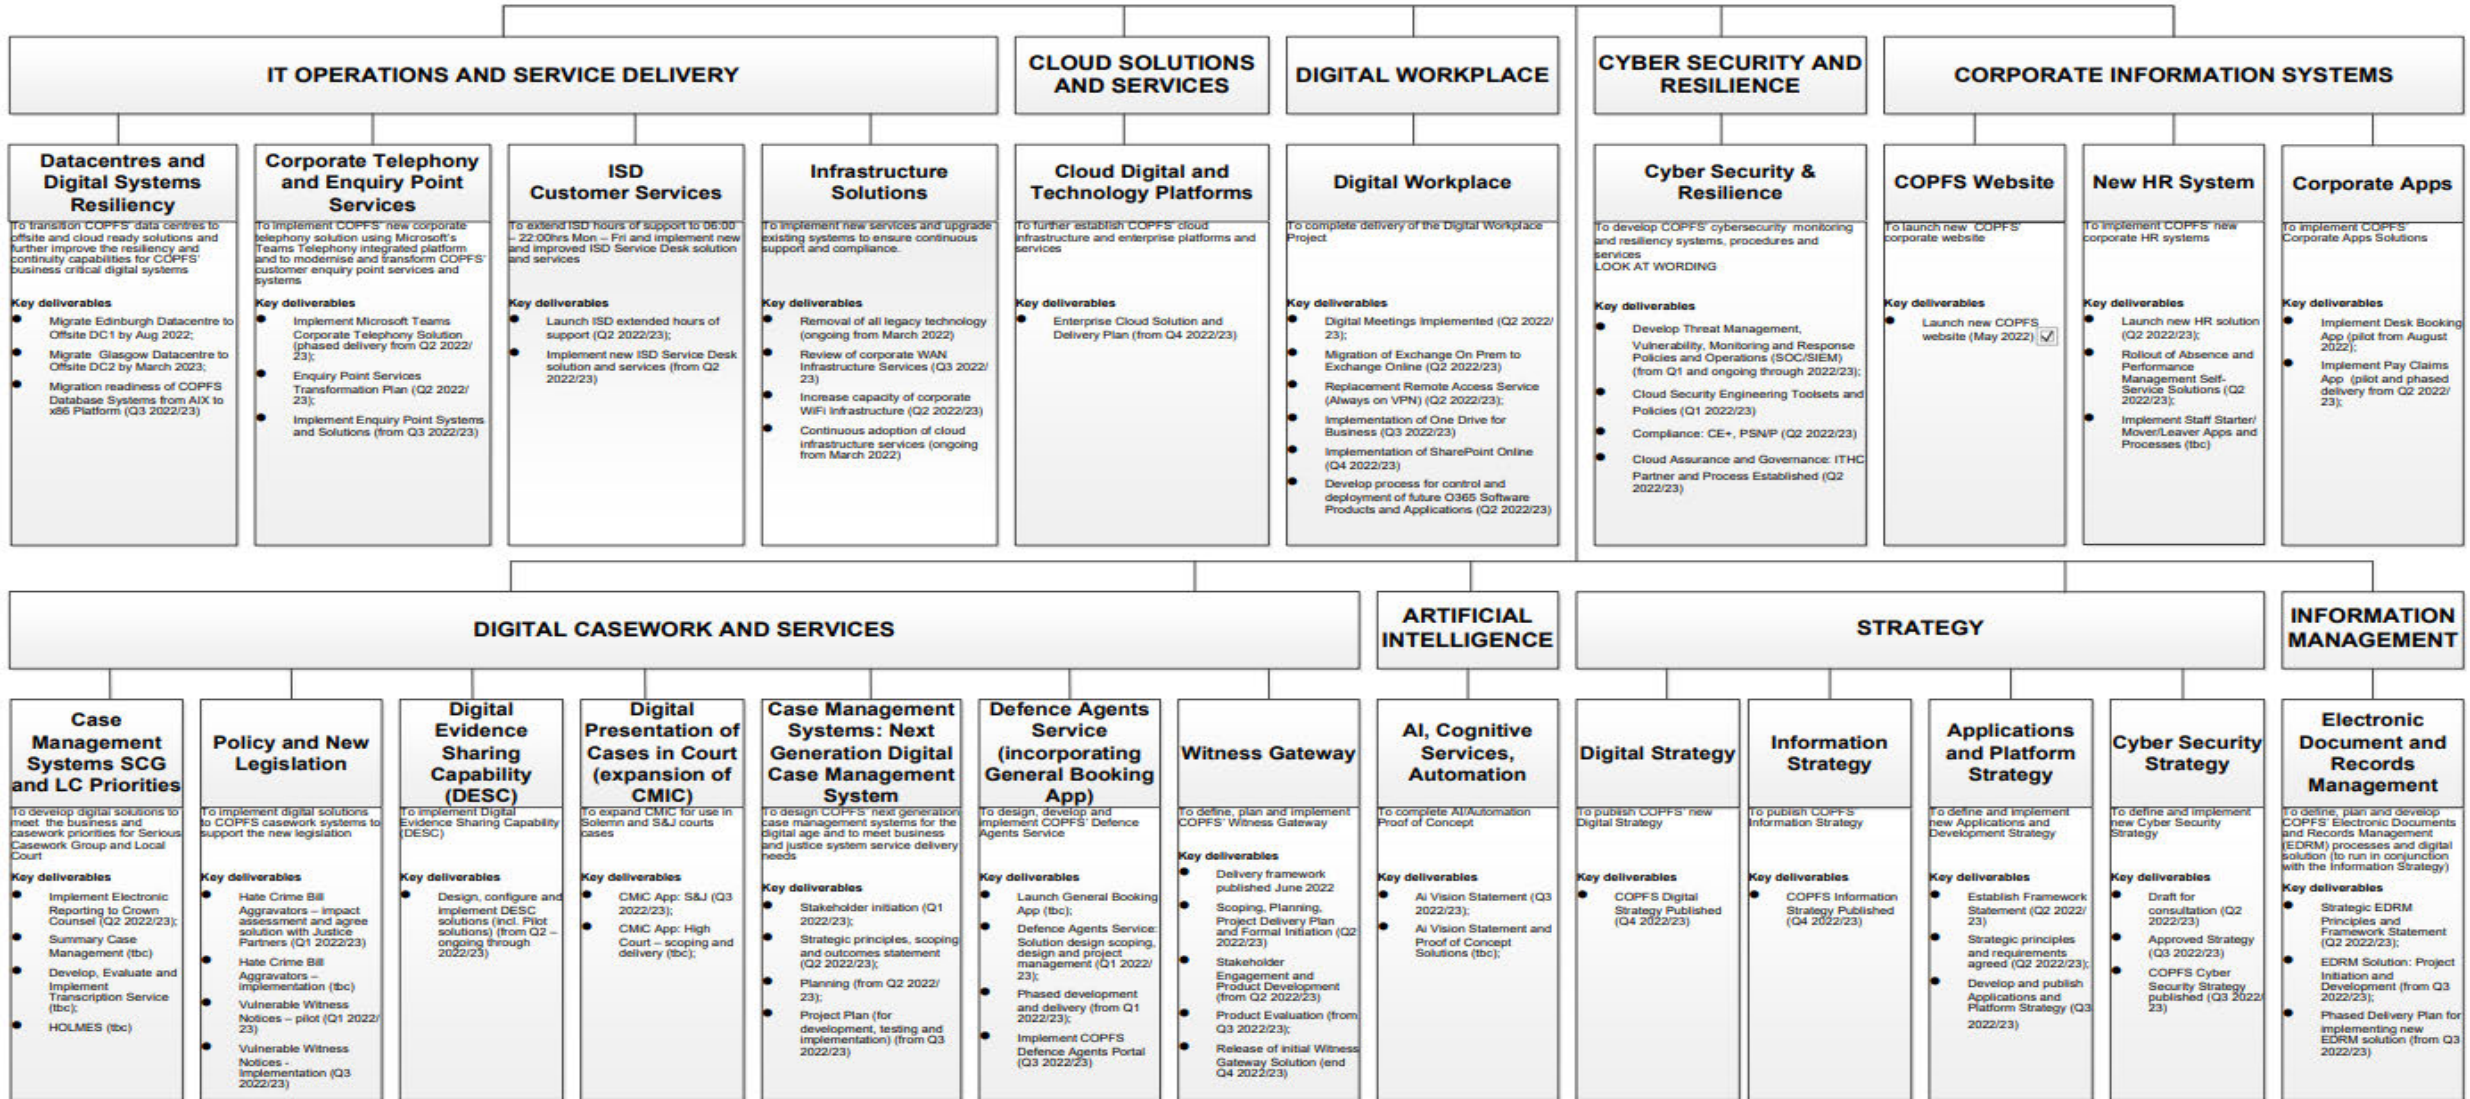 IT OPERATIONS AND SERVICE DELIVERY
CLOUD SOLUTIONS
AND SERVICES
DIGITAL WORKPLACE
CYBER SECURITY AND
RESILIENCE
CORPORATE INFORMATION SYSTEMS
Datacentres and
Digital Systems
Resiliency
To transition COPFS' data centres to
offsite and cloud ready solutions and
further improve the resiliency and
continuity capabilities for COPFS'
business critical digital systems
Key deliverables
● Migrate Edinburgh Datacentre to
Offsite DC1 by Aug 2022;
● Migrate Glasgow Datacentre to
Offsite DC2 by March 2023;
● Migration readiness of COPFS
Database Systems from AIX to
x86 Platform (Q3 2022/23)
Corporate Telephony
and Enquiry Point
Services
To implement COPFS' new corporate
telephony solution using Microsoft's
Teams Telephony integrated platform
and to modernise and transform COPFS'
customer enquiry point services and
systems
Key deliverables
● Implement Microsoft Teams
Corporate Telephony Solution
(phased delivery from Q2 2022/
23);
● Enquiry Point Services
Transformation Plan (Q2 2022/
23);
● Implement Enquiry Point Systems
and Solutions (from Q3 2022/23)
ISD
Customer Services
To extend ISD hours of support to 06:00
– 22:00hrs Mon – Fri and implement new
and improved ISD Service Desk solution
and services
Key deliverables
● Launch ISD extended hours of
support (Q2 2022/23);
● Implement new ISD Service Desk
solution and services (from Q2
2022/23)
Infrastructure
Solutions
To implement new services and upgrade
existing systems to ensure continuous
support and compliance.
Key deliverables
● Removal of all legacy technology
(ongoing from March 2022)
● Review of corporate WAN
Infrastructure Services (Q3 2022/
23)
● Increase capacity of corporate
WiFi Infrastructure (Q2 2022/23)
● Continuous adoption of cloud
infrastructure services (ongoing
from March 2022)
Cloud Digital and
Technology Platforms
To further establish COPFS' cloud
infrastructure and enterprise platforms and
services
Key deliverables
● Enterprise Cloud Solution and
Delivery Plan (from Q4 2022/23)
Digital Workplace
To complete delivery of the Digital Workplace
Project
Key deliverables
● Digital Meetings Implemented (Q2 2022/
23);
● Migration of Exchange On Prem to
Exchange Online (Q2 2022/23)
● Replacement Remote Access Service
(Always on VPN) (Q2 2022/23);
● Implementation of One Drive for
Business (Q3 2022/23)
● Implementation of SharePoint Online
(Q4 2022/23)
● Develop process for control and
deployment of future O365 Software
Products and Applications (Q2 2022/23)
Cyber Security &
Resilience
To develop COPFS' cybersecurity monitoring
and resiliency systems, procedures and
services
LOOK AT WORDING
Key deliverables
● Develop Threat Management,
Vulnerability, Monitoring and Response
Policies and Operations (SOC/SIEM)
(from Q1 and ongoing through 2022/23);
● Cloud Security Engineering Toolsets and
Policies (Q1 2022/23)
● Compliance: CE+, PSN/P (Q2 2022/23)
● Cloud Assurance and Governance: ITHC
Partner and Process Established (Q2
2022/23)
COPFS Website
To launch new COPFS'
corporate website
Key deliverables
● Launch new COPFS
website (May 2022) ☑
New HR System
To implement COPFS' new
corporate HR systems
Key deliverables
● Launch new HR solution
(Q2 2022/23);
● Rollout of Absence and
Performance
Management Self-
Service Solutions (Q2
2022/23);
● Implement Staff Starter/
Mover/Leaver Apps and
Processes (tbc)
Corporate Apps
To implement COPFS'
Corporate Apps Solutions
Key deliverables
● Implement Desk Booking
App (pilot from August
2022);
● Implement Pay Claims
App (pilot and phased
delivery from Q2 2022/
23);
DIGITAL CASEWORK AND SERVICES
ARTIFICIAL
INTELLIGENCE
STRATEGY
INFORMATION
MANAGEMENT
Case
Management
Systems SCG
and LC Priorities
To develop digital solutions to
meet the business and
casework priorities for Serious
Casework Group and Local
Court
Key deliverables
● Implement Electronic
Reporting to Crown
Counsel (Q2 2022/23);
● Summary Case
Management (tbc)
● Develop, Evaluate and
Implement
Transcription Service
(tbc);
● HOLMES (tbc)
Policy and New
Legislation
To implement digital solutions
to COPFS casework systems to
support the new legislation
Key deliverables
● Hate Crime Bill
Aggravators – impact
assessment and agree
solution with Justice
Partners (Q1 2022/23)
● Hate Crime Bill
Aggravators –
implementation (tbc)
● Vulnerable Witness
Notices – pilot (Q1 2022/
23)
● Vulnerable Witness
Notices -
Implementation (Q3
2022/23)
Digital
Evidence
Sharing
Capability
(DESC)
To implement Digital
Evidence Sharing Capability
(DESC)
Key deliverables
● Design, configure and
implement DESC
solutions (incl. Pilot
solutions) (from Q2 –
ongoing through
2022/23)
Digital
Presentation of
Cases in Court
(expansion of
CMIC)
To expand CMIC for use in
Solemn and S&J courts
cases
Key deliverables
● CMiC App: S&J (Q3
2022/23);
● CMiC App: High
Court – scoping and
delivery (tbc);
Case Management
Systems: Next
Generation Digital
Case Management
System
To design COPFS' next generation
case management systems for the
digital age and to meet business
and justice system service delivery
needs
Key deliverables
● Stakeholder initiation (Q1
2022/23);
● Strategic principles, scoping
and outcomes statement
(Q2 2022/23);
● Planning (from Q2 2022/
23);
● Project Plan (for
development, testing and
implementation) (from Q3
2022/23)
Defence Agents
Service
(incorporating
General Booking
App)
To design, develop and
implement COPFS' Defence
Agents Service
Key deliverables
● Launch General Booking
App (tbc);
● Defence Agents Service:
Solution design scoping,
design and project
management (Q1 2022/
23);
● Phased development
and delivery (from Q1
2022/23);
● Implement COPFS
Defence Agents Portal
(Q3 2022/23)
Witness Gateway
To define, plan and implement
COPFS' Witness Gateway
Key deliverables
● Delivery framework
published June 2022
● Scoping, Planning,
Project Delivery Plan
and Formal Initiation (Q2
2022/23)
● Stakeholder
Engagement and
Product Development
(from Q2 2022/23)
● Product Evaluation (from
Q3 2022/23);
● Release of initial Witness
Gateway Solution (end
Q4 2022/23)
AI, Cognitive
Services,
Automation
To complete AI/Automation
Proof of Concept
Key deliverables
● Ai Vision Statement (Q3
2022/23);
● Ai Vision Statement and
Proof of Concept
Solutions (tbc);
Digital Strategy
To publish COPFS' new
Digital Strategy
Key deliverables
● COPFS Digital
Strategy Published
(Q4 2022/23)
Information
Strategy
To publish COPFS
Information Strategy
Key deliverables
● COPFS Information
Strategy Published
(Q4 2022/23)
Applications
and Platform
Strategy
To define and implement
new Applications and
Development Strategy
Key deliverables
● Establish Framework
Statement (Q2 2022/
23)
● Strategic principles
and requirements
agreed (Q2 2022/23);
● Develop and publish
Applications and
Platform Strategy (Q3
2022/23)
Cyber Security
Strategy
To define and implement
new Cyber Security
Strategy
Key deliverables
● Draft for
consultation (Q2
2022/23)
● Approved Strategy
(Q3 2022/23)
● COPFS Cyber
Security Strategy
published (Q3 2022/
23)
Electronic
Document and
Records
Management
To define, plan and develop
COPFS' Electronic Documents
and Records Management
(EDRM) processes and digital
solution (to run in conjunction
with the Information Strategy)
Key deliverables
● Strategic EDRM
Principles and
Framework Statement
(Q2 2022/23);
● EDRM Solution: Project
Initiation and
Development (from Q3
2022/23);
● Phased Delivery Plan for
implementing new
EDRM solution (from Q3
2022/23)